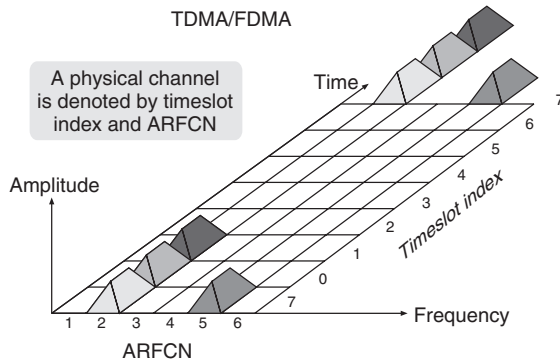 TDMA/FDMA
A physical channel
is denoted by timeslot
index and ARFCN
Time
7
6
5
4
3
2
1
0
7
Timeslot index
Amplitude
Frequency
1 2 3 4 5 6
ARFCN